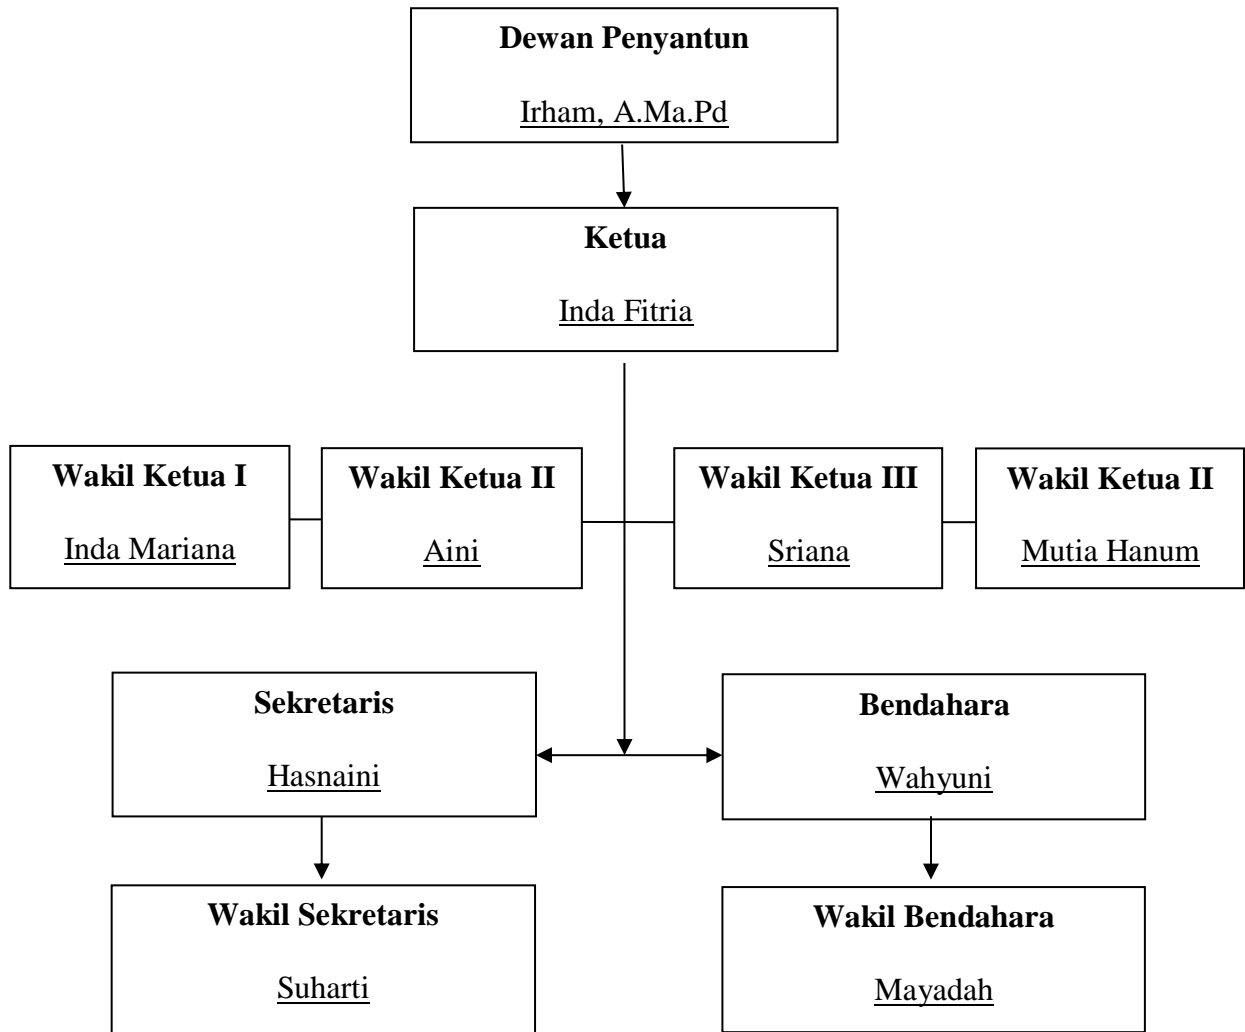 Dewan Penyantun
Irham, A.Ma.Pd
Ketua
Inda Fitria
Wakil Ketua I
Inda Mariana
Wakil Ketua II
Aini
Wakil Ketua III
Sriana
Wakil Ketua II
Mutia Hanum
Sekretaris
Hasnaini
Bendahara
Wahyuni
Wakil Sekretaris
Suharti
Wakil Bendahara
Mayadah